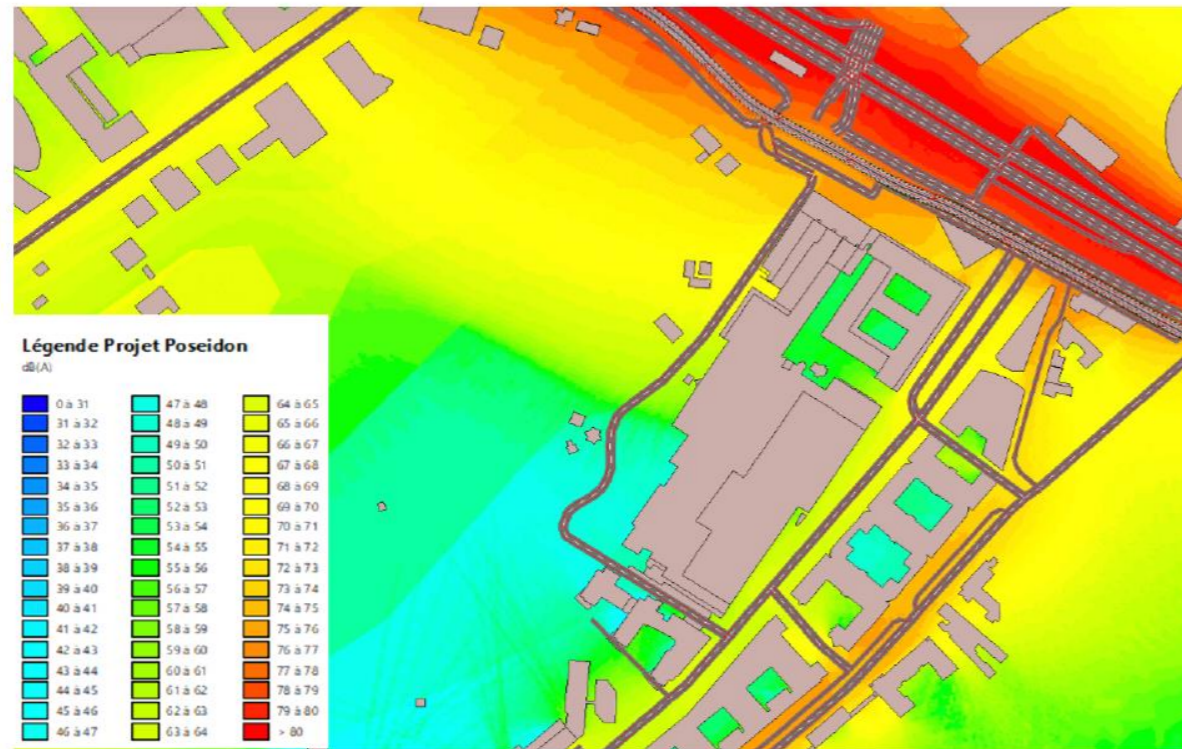 Légende Projet Poseidon
dB(A)
0 à 31 47 à 48 64 à 65
31 à 32 48 à 49 65 à 66
32 à 33 49 à 50 66 à 67
33 à 34 50 à 51 67 à 68
34 à 35 51 à 52 68 à 69
35 à 36 52 à 53 69 à 70
36 à 37 53 à 54 70 à 71
37 à 38 54 à 55 71 à 72
38 à 39 55 à 56 72 à 73
39 à 40 56 à 57 73 à 74
40 à 41 57 à 58 74 à 75
41 à 42 58 à 59 75 à 76
42 à 43 59 à 60 76 à 77
43 à 44 60 à 61 77 à 78
44 à 45 61 à 62 78 à 79
45 à 46 62 à 63 79 à 80
46 à 47 63 à 64 > 80